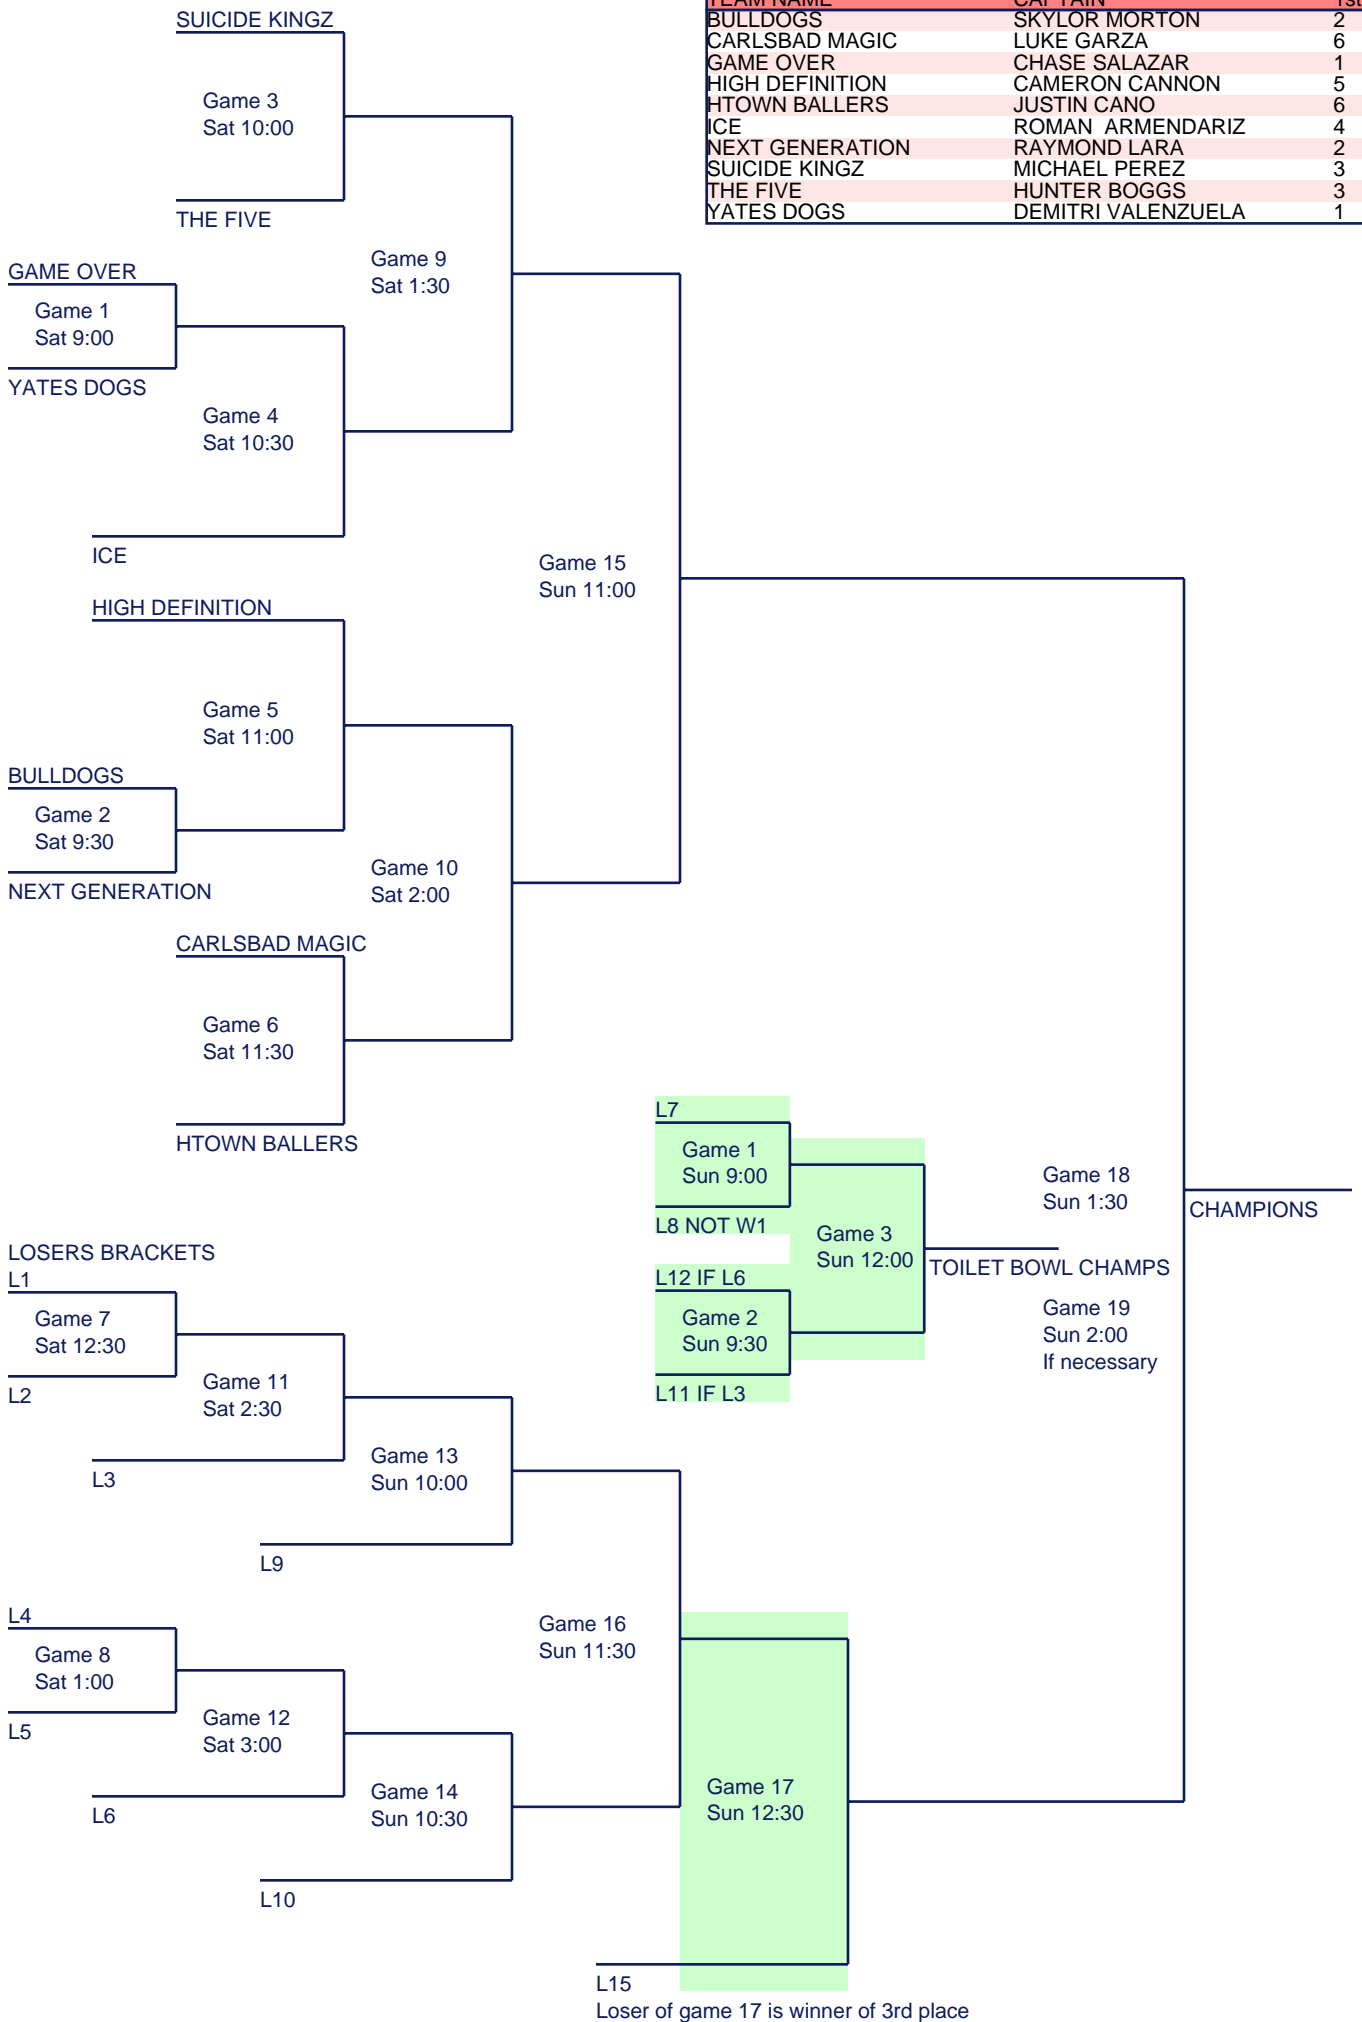 TEAM NAME CAPTAIN 1st
BULLDOGS SKYLOR MORTON 2
CARLSBAD MAGIC LUKE GARZA 6
GAME OVER CHASE SALAZAR 1
HIGH DEFINITION CAMERON CANNON 5
HTOWN BALLERS JUSTIN CANO 6
ICE ROMAN ARMENDARIZ 4
NEXT GENERATION RAYMOND LARA 2
SUICIDE KINGZ MICHAEL PEREZ 3
THE FIVE HUNTER BOGGS 3
YATES DOGS DEMITRI VALENZUELA 1
SUICIDE KINGZ
Game 3
Sat 10:00
THE FIVE
Game 9
Sat 1:30
GAME OVER
Game 1
Sat 9:00
YATES DOGS
Game 4
Sat 10:30
ICE
Game 15
Sun 11:00
HIGH DEFINITION
Game 5
Sat 11:00
BULLDOGS
Game 2
Sat 9:30
NEXT GENERATION
Game 10
Sat 2:00
CARLSBAD MAGIC
Game 6
Sat 11:30
HTOWN BALLERS
L7
Game 1
Sun 9:00
L8 NOT W1
Game 3
Sun 12:00
L12 IF L6
Game 2
Sun 9:30
L11 IF L3
TOILET BOWL CHAMPS
Game 18
Sun 1:30
CHAMPIONS
Game 19
Sun 2:00
If necessary
LOSERS BRACKETS
L1
Game 7
Sat 12:30
L2
Game 11
Sat 2:30
L3
Game 13
Sun 10:00
L9
L4
Game 8
Sat 1:00
L5
Game 12
Sat 3:00
L6
Game 14
Sun 10:30
L10
Game 16
Sun 11:30
Game 17
Sun 12:30
L15
Loser of game 17 is winner of 3rd place